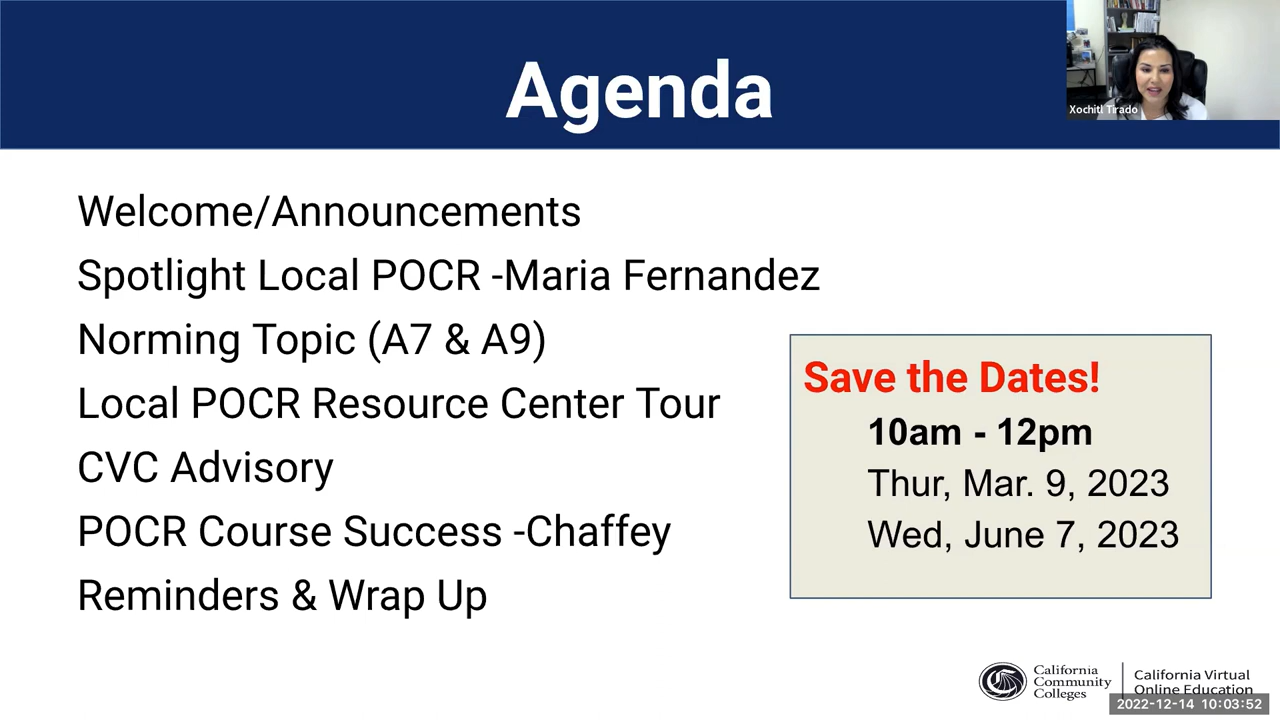 Agenda
Xochitl Tirado
Welcome/Announcements
Spotlight Local POCR -Maria Fernandez
Norming Topic (A7 & A9)
Local POCR Resource Center Tour
CVC Advisory
POCR Course Success -Chaffey
Reminders & Wrap Up
Save the Dates!
10am - 12pm
Thur, Mar. 9, 2023
Wed, June 7, 2023
California
Community
Colleges
California Virtual
Online Education
2022-12-14 10:03:52